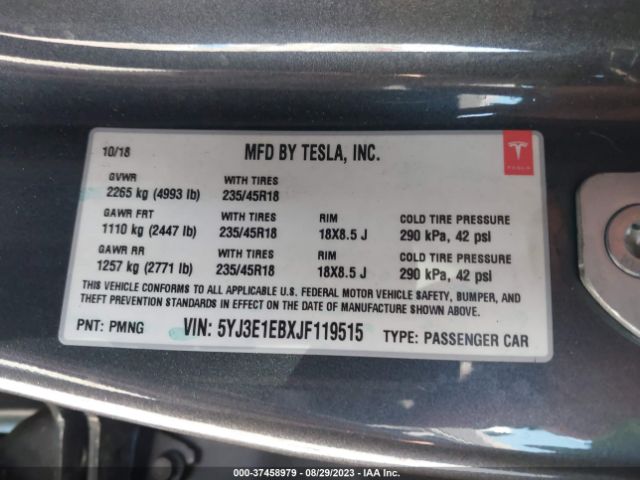 10/18 MFD BY TESLA, INC.
TESLA
GVWR WITH TIRES
2265 kg (4993 lb) 235/45R18
GAWR FRT WITH TIRES RIM COLD TIRE PRESSURE
1110 kg (2447 lb) 235/45R18 18X8.5 J 290 kPa, 42 psi
GAWR RR WITH TIRES RIM COLD TIRE PRESSURE
1257 kg (2771 lb) 235/45R18 18X8.5 J 290 kPa, 42 psi
THIS VEHICLE CONFORMS TO ALL APPLICABLE U.S. FEDERAL MOTOR VEHICLE SAFETY, BUMPER, AND
THEFT PREVENTION STANDARDS IN EFFECT ON THE DATE OF MANUFACTURE SHOWN ABOVE.
PNT: PMNG VIN: 5YJ3E1EBXJF119515 TYPE: PASSENGER CAR
000-37458979 - 08/29/2023 - IAA Inc.